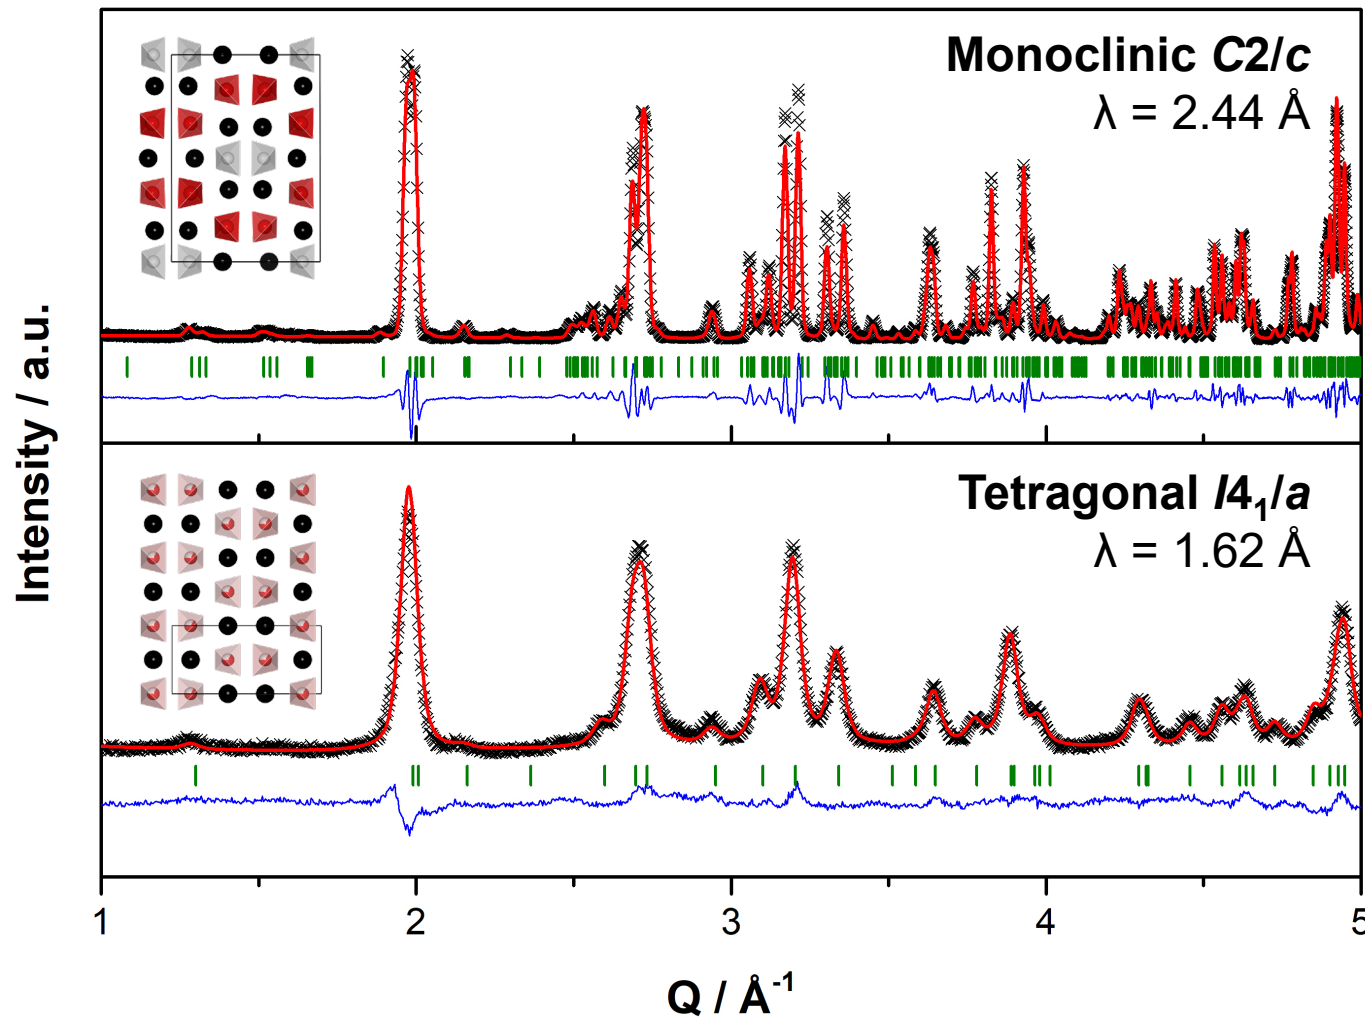 Monoclinic C2/c
λ = 2.44 Å
Tetragonal I4₁/a
λ = 1.62 Å
Intensity / a.u.
1 2 3 4 5
Q / Å⁻¹